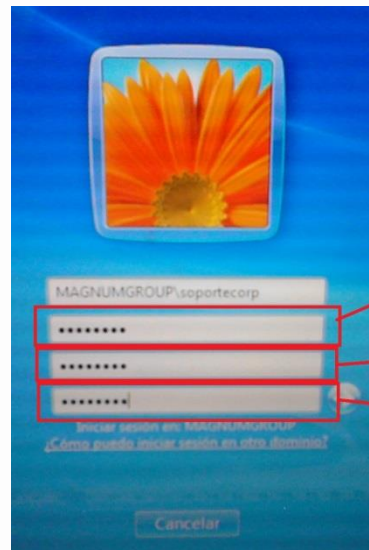 MAGNUMGROUP\soportecorp
••••••••
••••••••
••••••••
Iniciar sesión en: MAGNUMGROUP
¿Cómo puedo iniciar sesión en otro dominio?
Cancelar